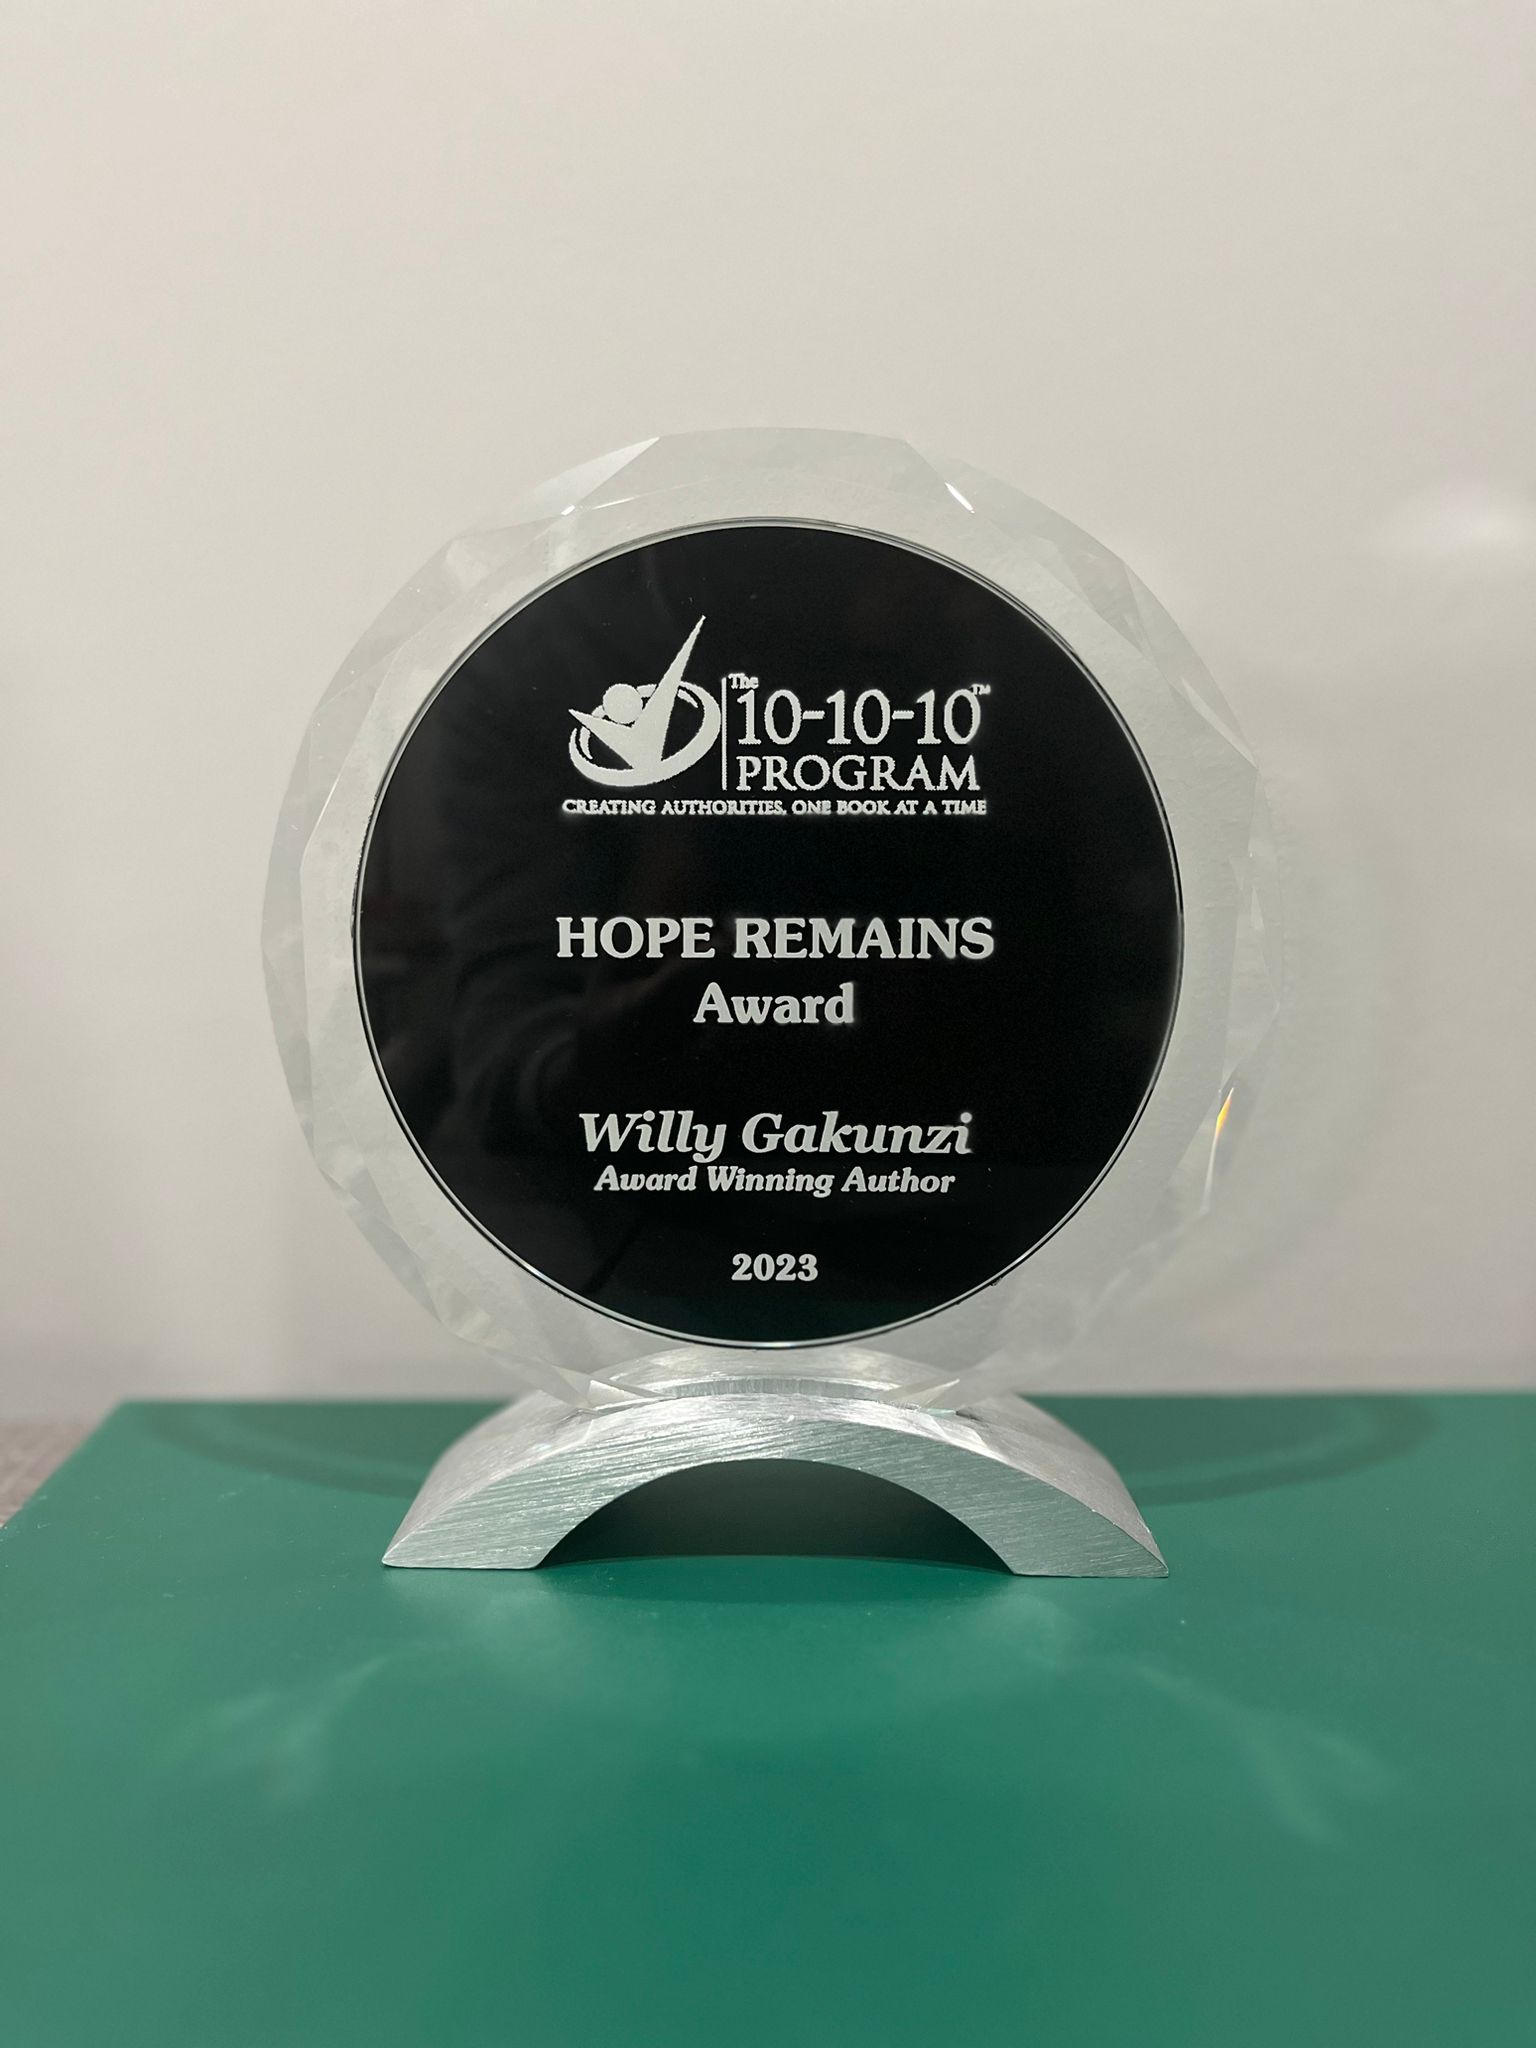 The
10-10-10™
PROGRAM
CREATING AUTHORITIES, ONE BOOK AT A TIME
HOPE REMAINS
Award
Willy Gakunzi
Award Winning Author
2023